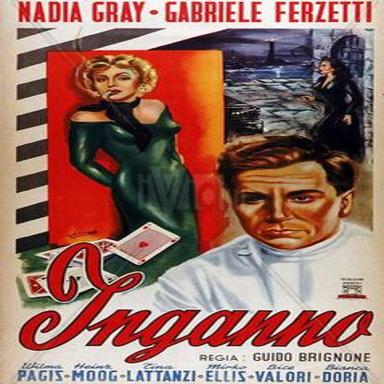 NADIA GRAY • GABRIELE FERZETTI
Inganno
REGIA: GUIDO BRIGNONE
Wilma Heinz Tina Mirko Bice Bianca
PAGIS • MOOG • LATTANZI • ELLIS • VALORI • DORIA